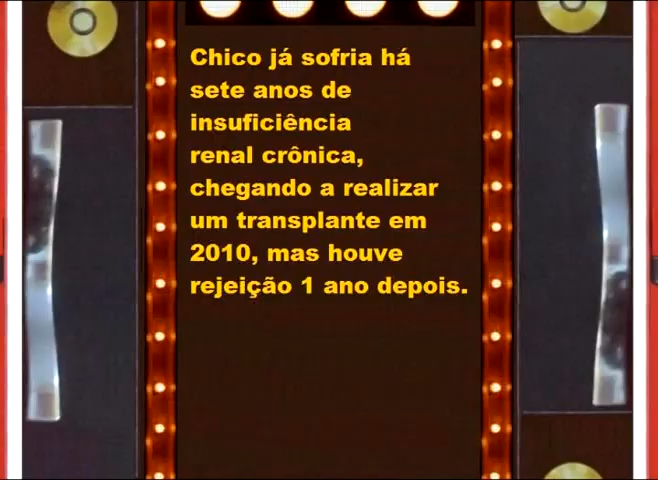 Chico já sofria há
sete anos de
insuficiência
renal crônica,
chegando a realizar
um transplante em
2010, mas houve
rejeição 1 ano depois.